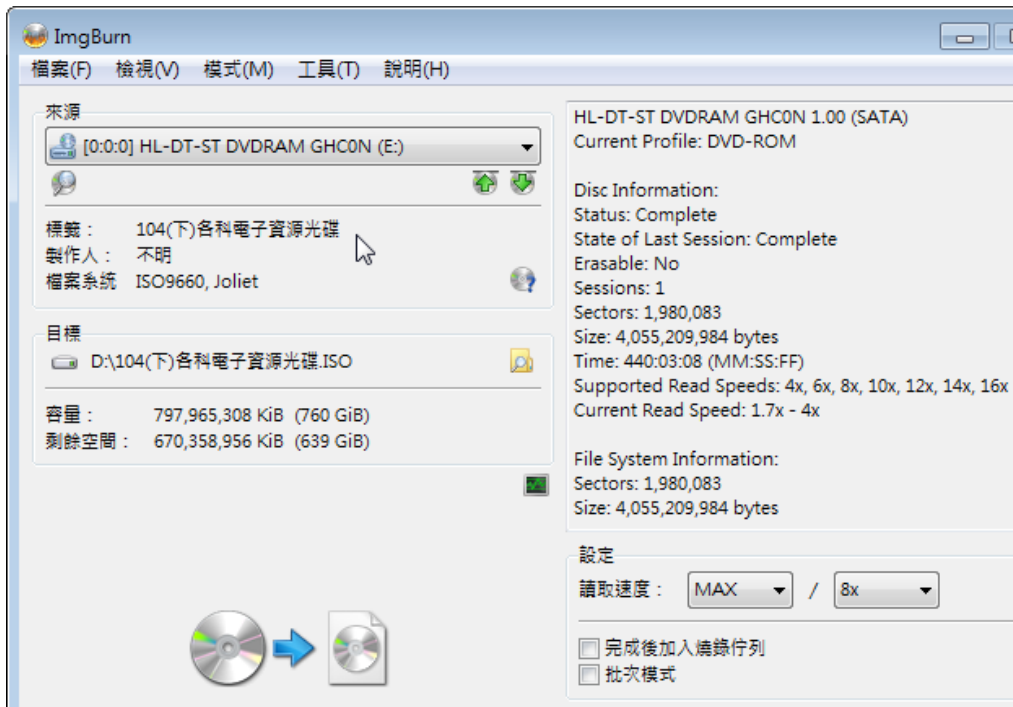 ImgBurn
檔案(F) 檢視(V) 模式(M) 工具(T) 說明(H)
來源
[0:0:0] HL-DT-ST DVDRAM GHC0N (E:)
標籤： 104(下)各科電子資源光碟
製作人： 不明
檔案系統 ISO9660, Joliet
目標
D:\104(下)各科電子資源光碟.ISO
容量： 797,965,308 KiB (760 GiB)
剩餘空間： 670,358,956 KiB (639 GiB)
HL-DT-ST DVDRAM GHC0N 1.00 (SATA)
Current Profile: DVD-ROM
Disc Information:
Status: Complete
State of Last Session: Complete
Erasable: No
Sessions: 1
Sectors: 1,980,083
Size: 4,055,209,984 bytes
Time: 440:03:08 (MM:SS:FF)
Supported Read Speeds: 4x, 6x, 8x, 10x, 12x, 14x, 16x
Current Read Speed: 1.7x - 4x
File System Information:
Sectors: 1,980,083
Size: 4,055,209,984 bytes
設定
讀取速度： MAX / 8x
完成後加入燒錄佇列
批次模式